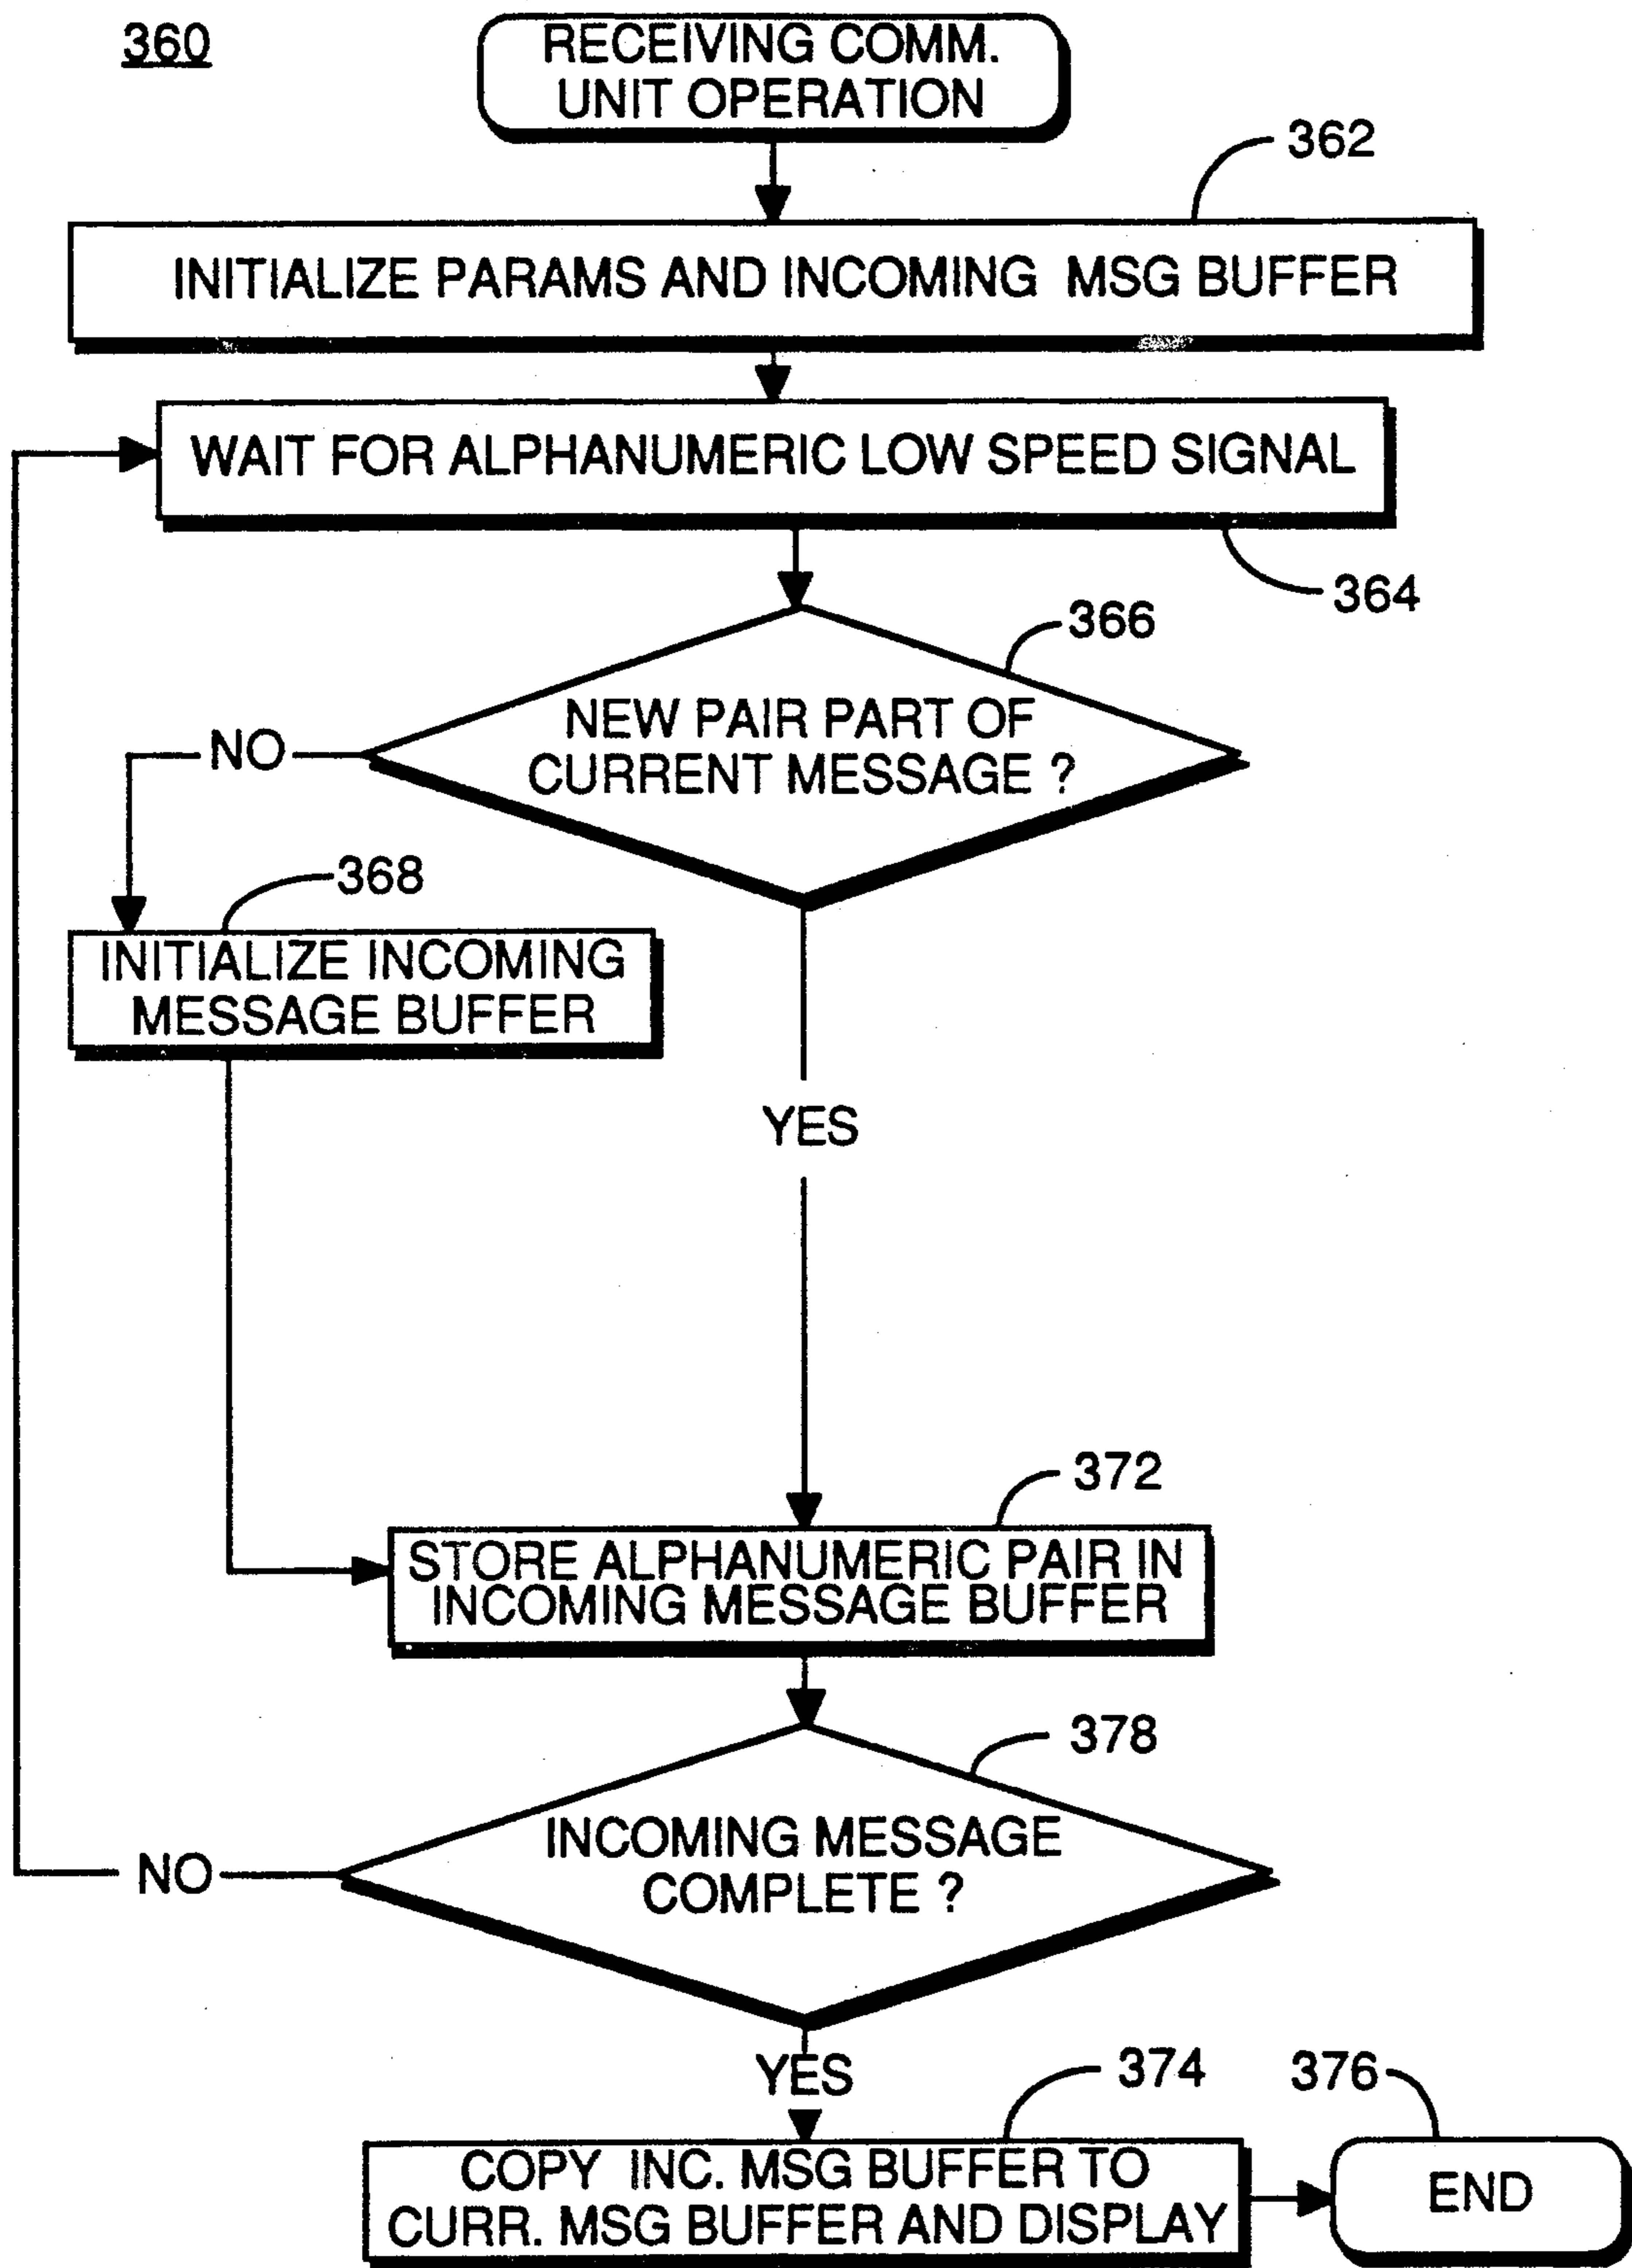 360
RECEIVING COMM.
UNIT OPERATION
362
INITIALIZE PARAMS AND INCOMING MSG BUFFER
WAIT FOR ALPHANUMERIC LOW SPEED SIGNAL
364
366
NEW PAIR PART OF
CURRENT MESSAGE ?
NO
368
INITIALIZE INCOMING
MESSAGE BUFFER
YES
372
STORE ALPHANUMERIC PAIR IN
INCOMING MESSAGE BUFFER
378
INCOMING MESSAGE
COMPLETE ?
NO
YES
374
376
COPY INC. MSG BUFFER TO
CURR. MSG BUFFER AND DISPLAY
END